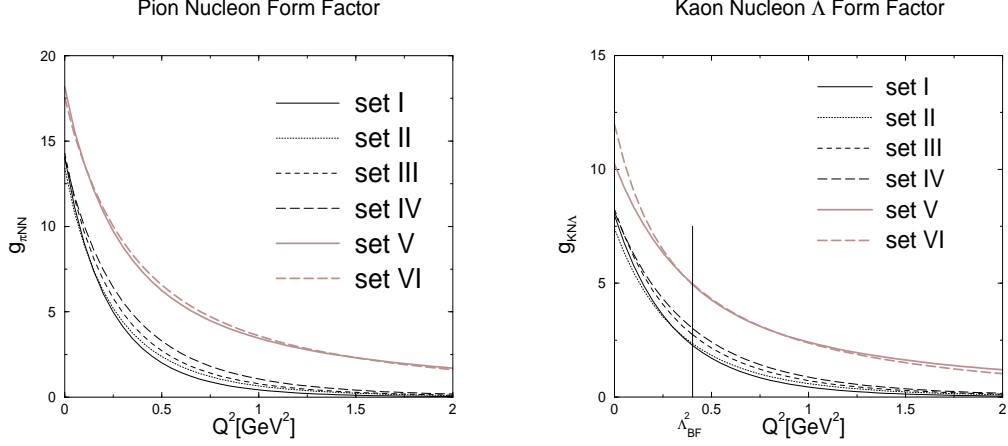 Pion Nucleon Form Factor
20
15
10
5
0
g_πNN
set I
set II
set III
set IV
set V
set VI
0
0.5
1
1.5
2
Q²[GeV²]
Kaon Nucleon Λ Form Factor
15
10
5
0
g_KNΛ
set I
set II
set III
set IV
set V
set VI
0
0.5
1
1.5
2
Λ²_BF
Q²[GeV²]